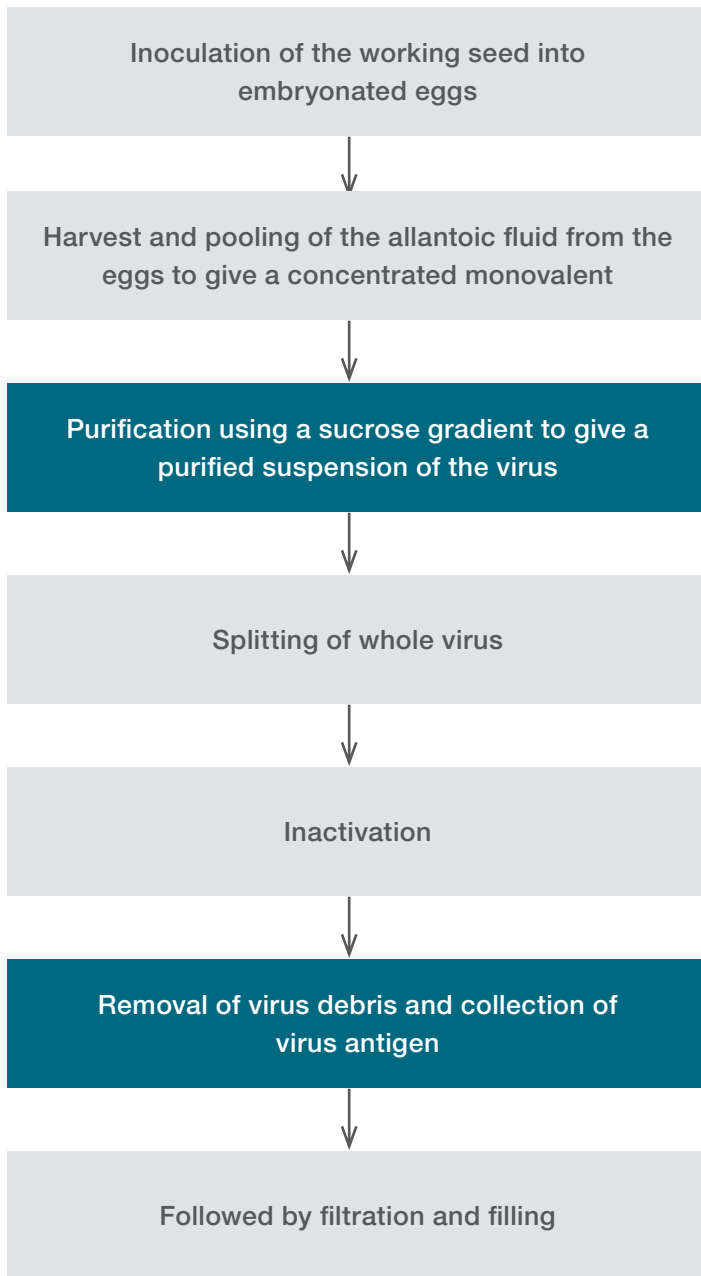 Inoculation of the working seed into
embryonated eggs
Harvest and pooling of the allantoic fluid from the
eggs to give a concentrated monovalent
Purification using a sucrose gradient to give a
purified suspension of the virus
Splitting of whole virus
Inactivation
Removal of virus debris and collection of
virus antigen
Followed by filtration and filling